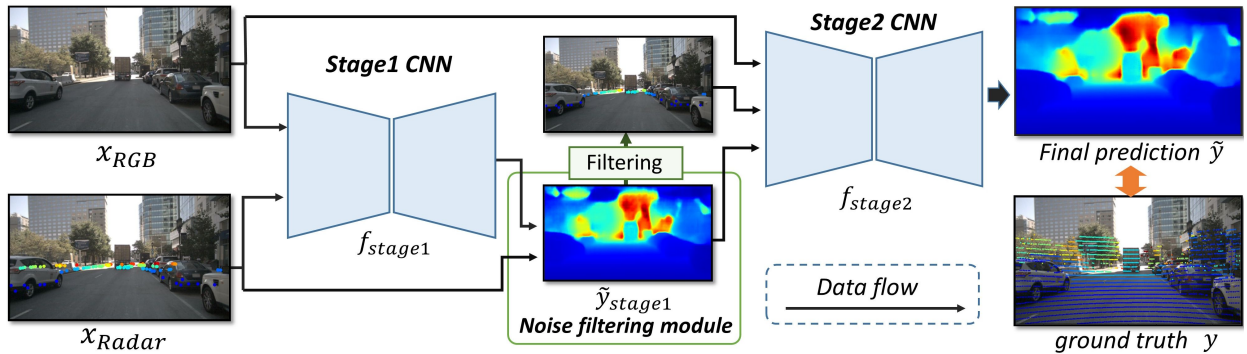 Stage1 CNN
Stage2 CNN
x_RGB
Filtering
Final prediction ỹ
f_stage1
f_stage2
ỹ_stage1
Data flow
x_Radar
Noise filtering module
ground truth y